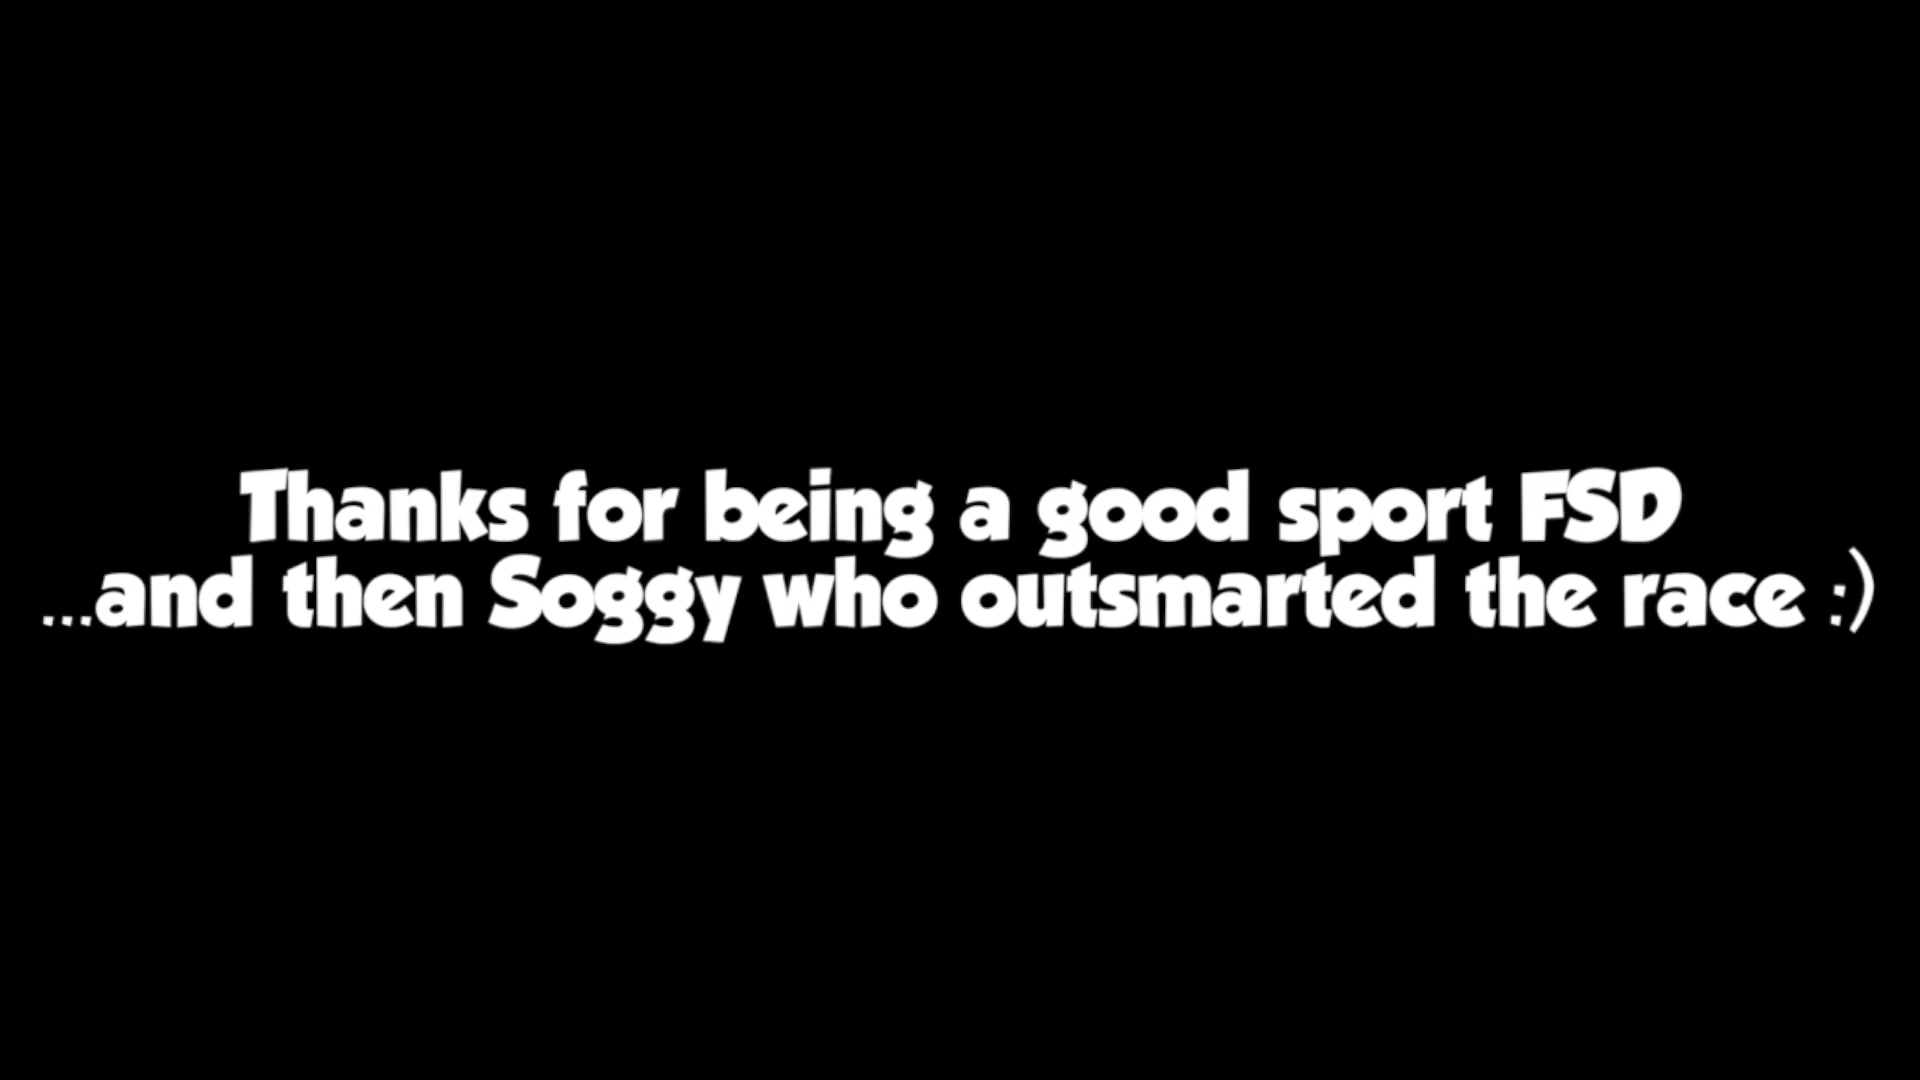 Thanks for being a good sport FSD
...and then Soggy who outsmarted the race :)